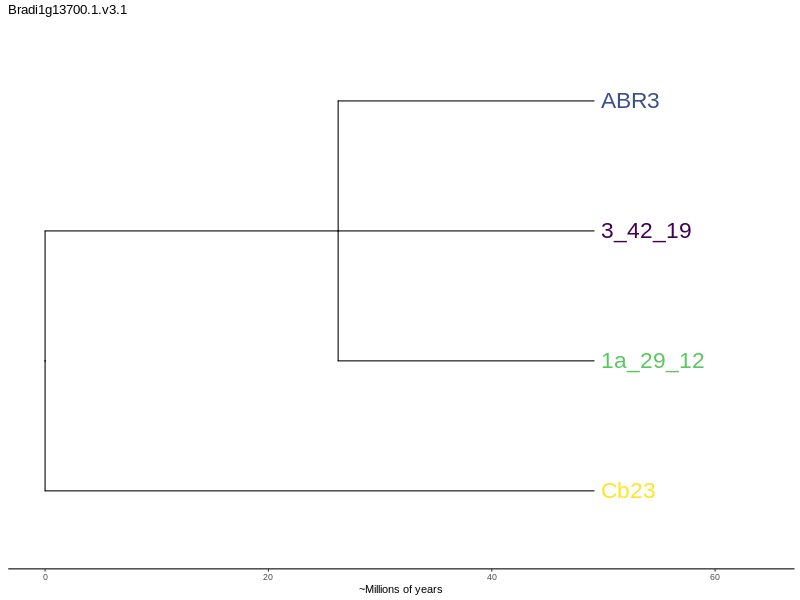 Bradi1g13700.1.v3.1
ABR3
3_42_19
1a_29_12
Cb23
0 20 40 60
~Millions of years